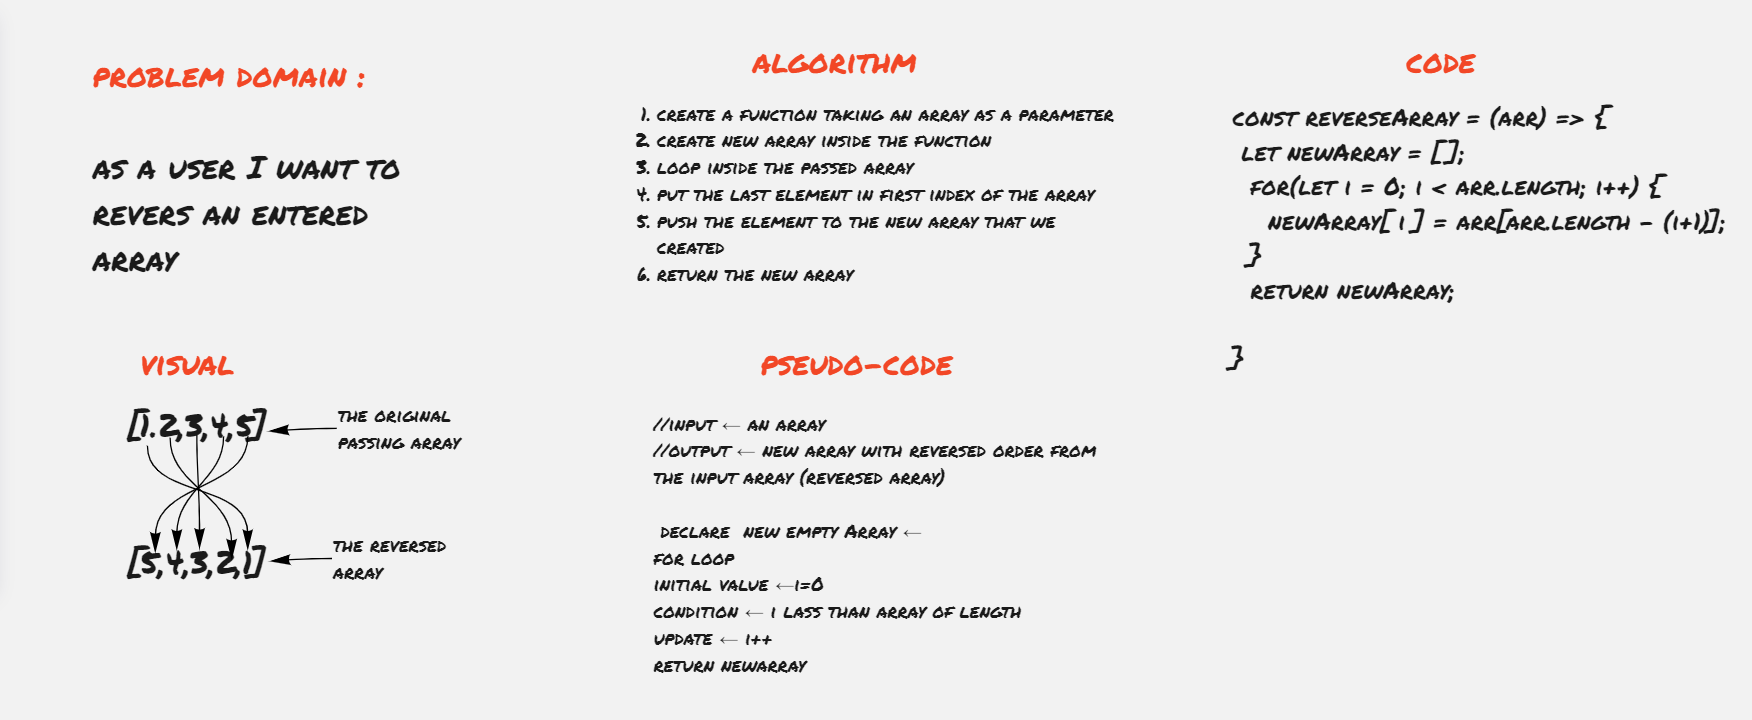 PROBLEM DOMAIN :
AS A USER I WANT TO
REVERS AN ENTERED
ARRAY
VISUAL
[1.2,3,4,5]
THE ORIGINAL
PASSING ARRAY
[5,4,3,2,1]
THE REVERSED
ARRAY
ALGORITHM
1. CREATE A FUNCTION TAKING AN ARRAY AS A PARAMETER
2. CREATE NEW ARRAY INSIDE THE FUNCTION
3. LOOP INSIDE THE PASSED ARRAY
4. PUT THE LAST ELEMENT IN FIRST INDEX OF THE ARRAY
5. PUSH THE ELEMENT TO THE NEW ARRAY THAT WE
CREATED
6. RETURN THE NEW ARRAY
PSEUDO-CODE
//INPUT ← AN ARRAY
//OUTPUT ← NEW ARRAY WITH REVERSED ORDER FROM
THE INPUT ARRAY (REVERSED ARRAY)
DECLARE NEW EMPTY ARRAY ←
FOR LOOP
INITIAL VALUE ←I=0
CONDITION ← I LASS THAN ARRAY OF LENGTH
UPDATE ← I++
RETURN NEWARRAY
CODE
CONST REVERSEARRAY = (ARR) => {
LET NEWARRAY = [];
FOR(LET I = 0; I < ARR.LENGTH; I++) {
NEWARRAY[ I ] = ARR[ARR.LENGTH - (I+1)];
}
RETURN NEWARRAY;
}